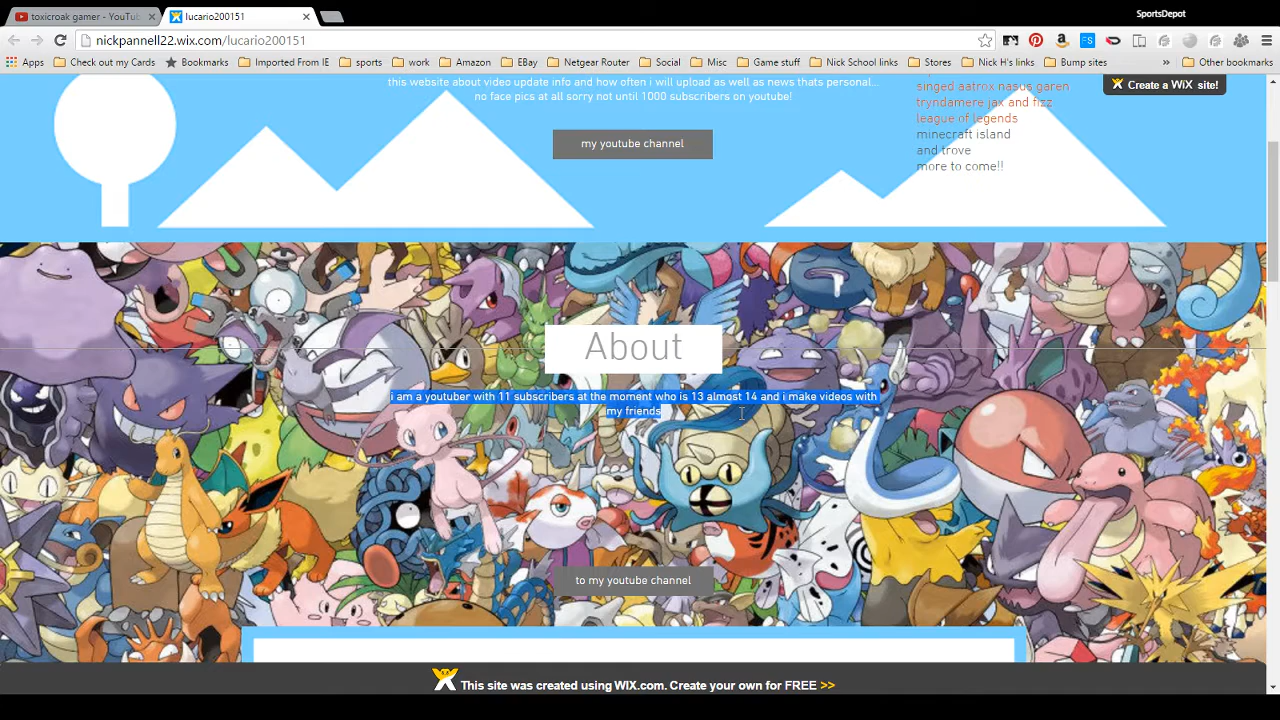 toxicroak gamer - YouTub
lucario200151
SportsDepot
nickpannell22.wix.com/lucario200151
Apps
Check out my Cards
Bookmarks
Imported From IE
sports
work
Amazon
EBay
Netgear Router
Social
Misc
Game stuff
Nick School links
Stores
Nick H's links
Bump sites
»
Other bookmarks
this website about video update info and how often i will upload as well as news thats personal...
no face pics at all sorry not until 1000 subscribers on youtube!
my youtube channel
singed aatrox nasus garen
tryndamere jax and fizz
league of legends
minecraft island
and trove
more to come!!
Create a WiX site!
About
i am a youtuber with 11 subscribers at the moment who is 13 almost 14 and i make videos with
my friends
to my youtube channel
This site was created using WIX.com. Create your own for FREE >>